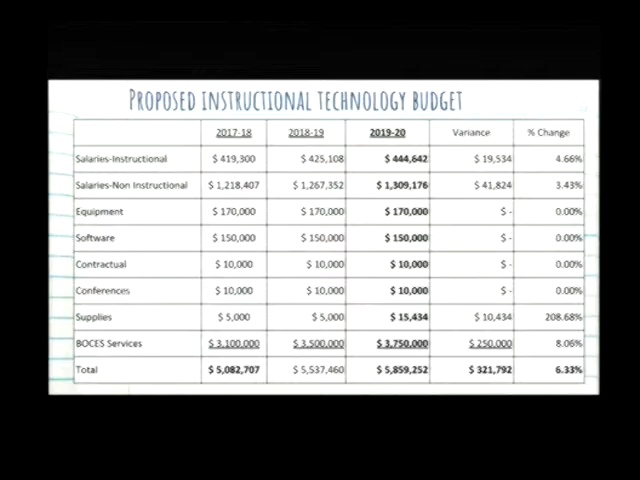 PROPOSED INSTRUCTIONAL TECHNOLOGY BUDGET
2017-18 2018-19 2019-20 Variance % Change
Salaries-Instructional $ 419,300 $ 425,108 $ 444,642 $ 19,534 4.66%
Salaries-Non Instructional $ 1,218,407 $ 1,267,352 $ 1,309,176 $ 41,824 3.43%
Equipment $ 170,000 $ 170,000 $ 170,000 $ - 0.00%
Software $ 150,000 $ 150,000 $ 150,000 $ - 0.00%
Contractual $ 10,000 $ 10,000 $ 10,000 $ - 0.00%
Conferences $ 10,000 $ 10,000 $ 10,000 $ - 0.00%
Supplies $ 5,000 $ 5,000 $ 15,434 $ 10,434 208.68%
BOCES Services $ 3,100,000 $ 3,500,000 $ 3,750,000 $ 250,000 8.06%
Total $ 5,082,707 $ 5,537,460 $ 5,859,252 $ 321,792 6.33%